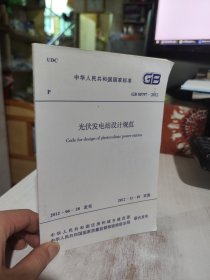 UDC
中华人民共和国国家标准
GB
P
GB 50797－2012
光伏发电站设计规范
Code for design of photovoltaic power station
2012－06－28 发布
2012－11－01 实施
中华人民共和国住房和城乡建设部
中华人民共和国国家质量监督检验检疫总局
联合发布